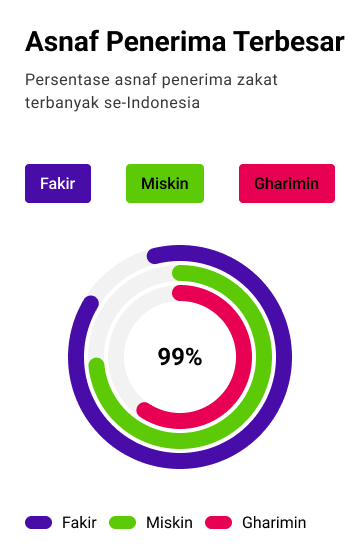 Asnaf Penerima Terbesar
Persentase asnaf penerima zakat
terbanyak se-Indonesia
Fakir Miskin Gharimin
99%
Fakir Miskin Gharimin